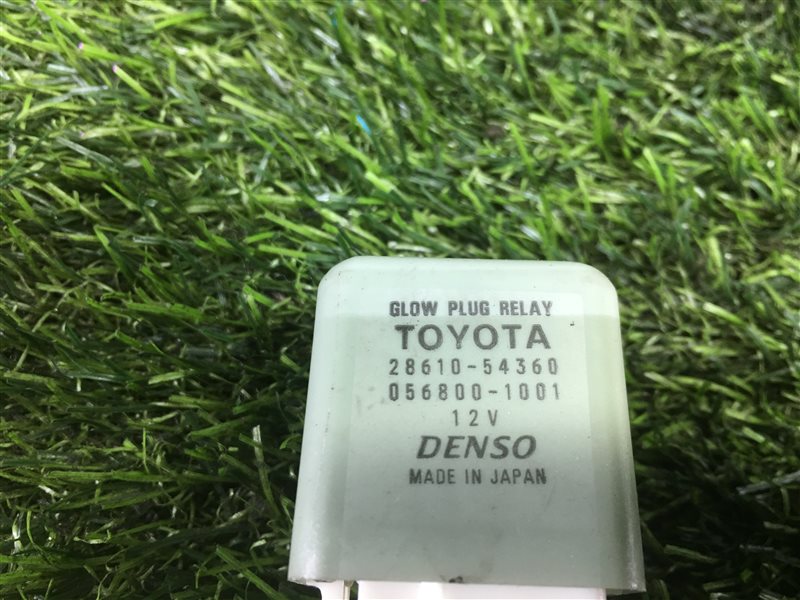 GLOW PLUG RELAY
TOYOTA
28610-54360
056800-1001
12V
DENSO
MADE IN JAPAN